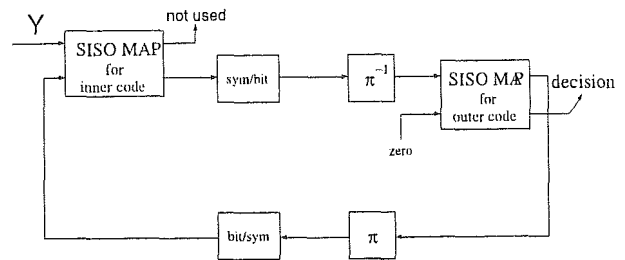 Y
not used
SISO MAP
for
inner code
sym/bit
π⁻¹
SISO MAP
for
outer code
decision
zero
bit/sym
π